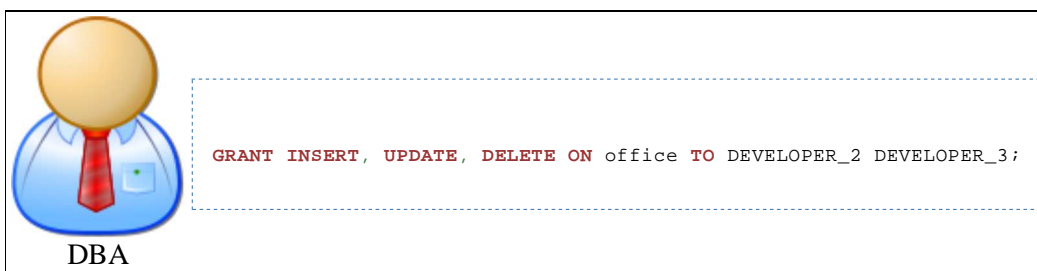 GRANT INSERT, UPDATE, DELETE ON office TO DEVELOPER_2 DEVELOPER_3;
DBA